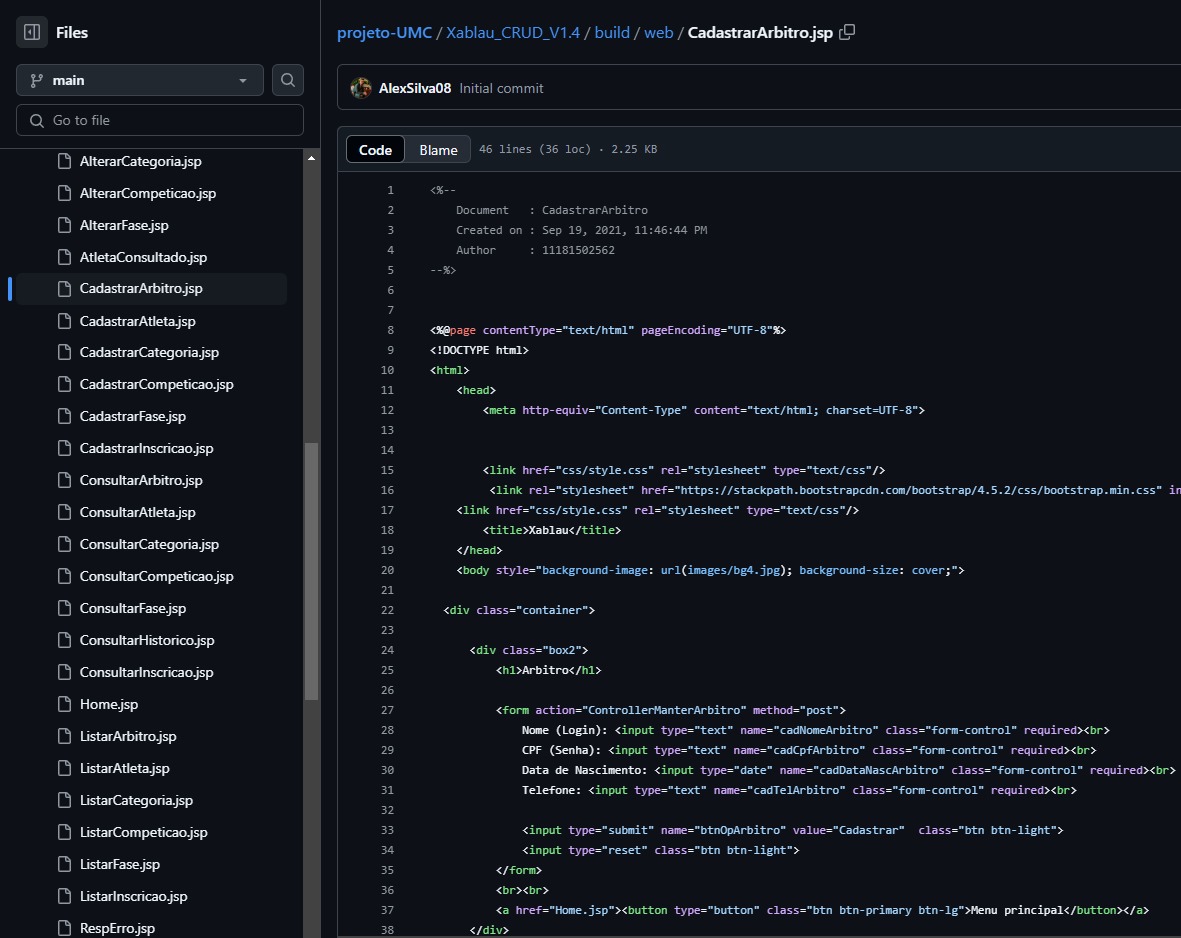 Files
main
Go to file
AlterarCategoria.jsp
AlterarCompeticao.jsp
AlterarFase.jsp
AtletaConsultado.jsp
CadastrarArbitro.jsp
CadastrarAtleta.jsp
CadastrarCategoria.jsp
CadastrarCompeticao.jsp
CadastrarFase.jsp
CadastrarInscricao.jsp
ConsultarArbitro.jsp
ConsultarAtleta.jsp
ConsultarCategoria.jsp
ConsultarCompeticao.jsp
ConsultarFase.jsp
ConsultarHistorico.jsp
ConsultarInscricao.jsp
Home.jsp
ListarArbitro.jsp
ListarAtleta.jsp
ListarCategoria.jsp
ListarCompeticao.jsp
ListarFase.jsp
ListarInscricao.jsp
RespErro.jsp
projeto-UMC / Xablau_CRUD_V1.4 / build / web / CadastrarArbitro.jsp
AlexSilva08 Initial commit
Code Blame 46 lines (36 loc) · 2.25 KB
1 <%--
2 Document : CadastrarArbitro
3 Created on : Sep 19, 2021, 11:46:44 PM
4 Author : 11181502562
5 --%>
6
7
8 <%@page contentType="text/html" pageEncoding="UTF-8"%>
9 <!DOCTYPE html>
10 <html>
11 <head>
12 <meta http-equiv="Content-Type" content="text/html; charset=UTF-8">
13
14
15 <link href="css/style.css" rel="stylesheet" type="text/css"/>
16 <link rel="stylesheet" href="https://stackpath.bootstrapcdn.com/bootstrap/4.5.2/css/bootstrap.min.css" in
17 <link href="css/style.css" rel="stylesheet" type="text/css"/>
18 <title>Xablau</title>
19 </head>
20 <body style="background-image: url(images/bg4.jpg); background-size: cover;">
21
22 <div class="container">
23
24 <div class="box2">
25 <h1>Arbitro</h1>
26
27 <form action="ControllerManterArbitro" method="post">
28 Nome (Login): <input type="text" name="cadNomeArbitro" class="form-control" required><br>
29 CPF (Senha): <input type="text" name="cadCpfArbitro" class="form-control" required><br>
30 Data de Nascimento: <input type="date" name="cadDataNascArbitro" class="form-control" required><br>
31 Telefone: <input type="text" name="cadTelArbitro" class="form-control" required><br>
32
33 <input type="submit" name="btnOpArbitro" value="Cadastrar" class="btn btn-light">
34 <input type="reset" class="btn btn-light">
35 </form>
36 <br><br>
37 <a href="Home.jsp"><button type="button" class="btn btn-primary btn-lg">Menu principal</button></a>
38 </div>